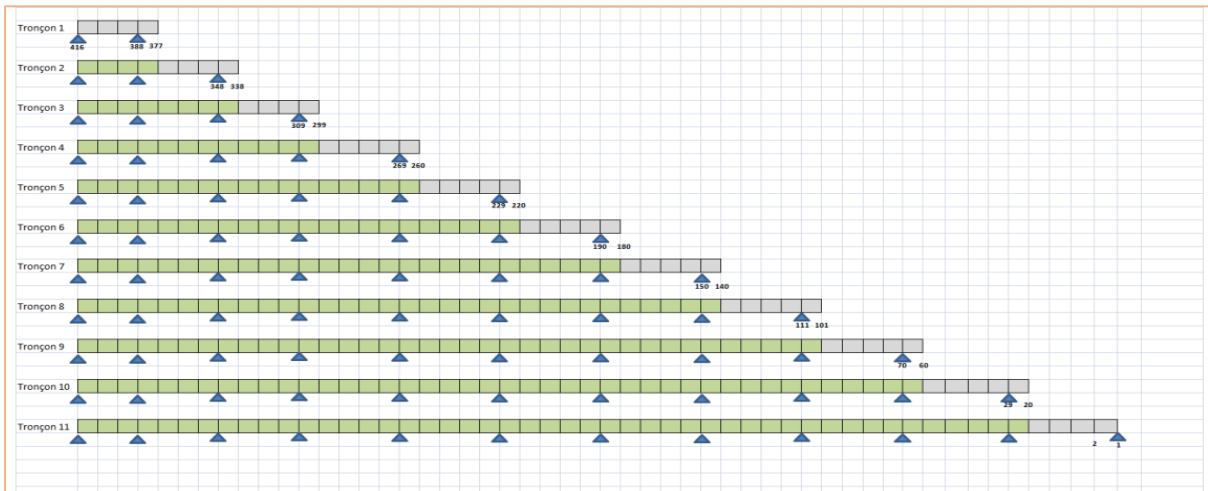 Tronçon 1
416 388 377
Tronçon 2
348 338
Tronçon 3
309 299
Tronçon 4
269 260
Tronçon 5
229 220
Tronçon 6
190 180
Tronçon 7
150 140
Tronçon 8
111 101
Tronçon 9
70 60
Tronçon 10
29 20
Tronçon 11
2 1